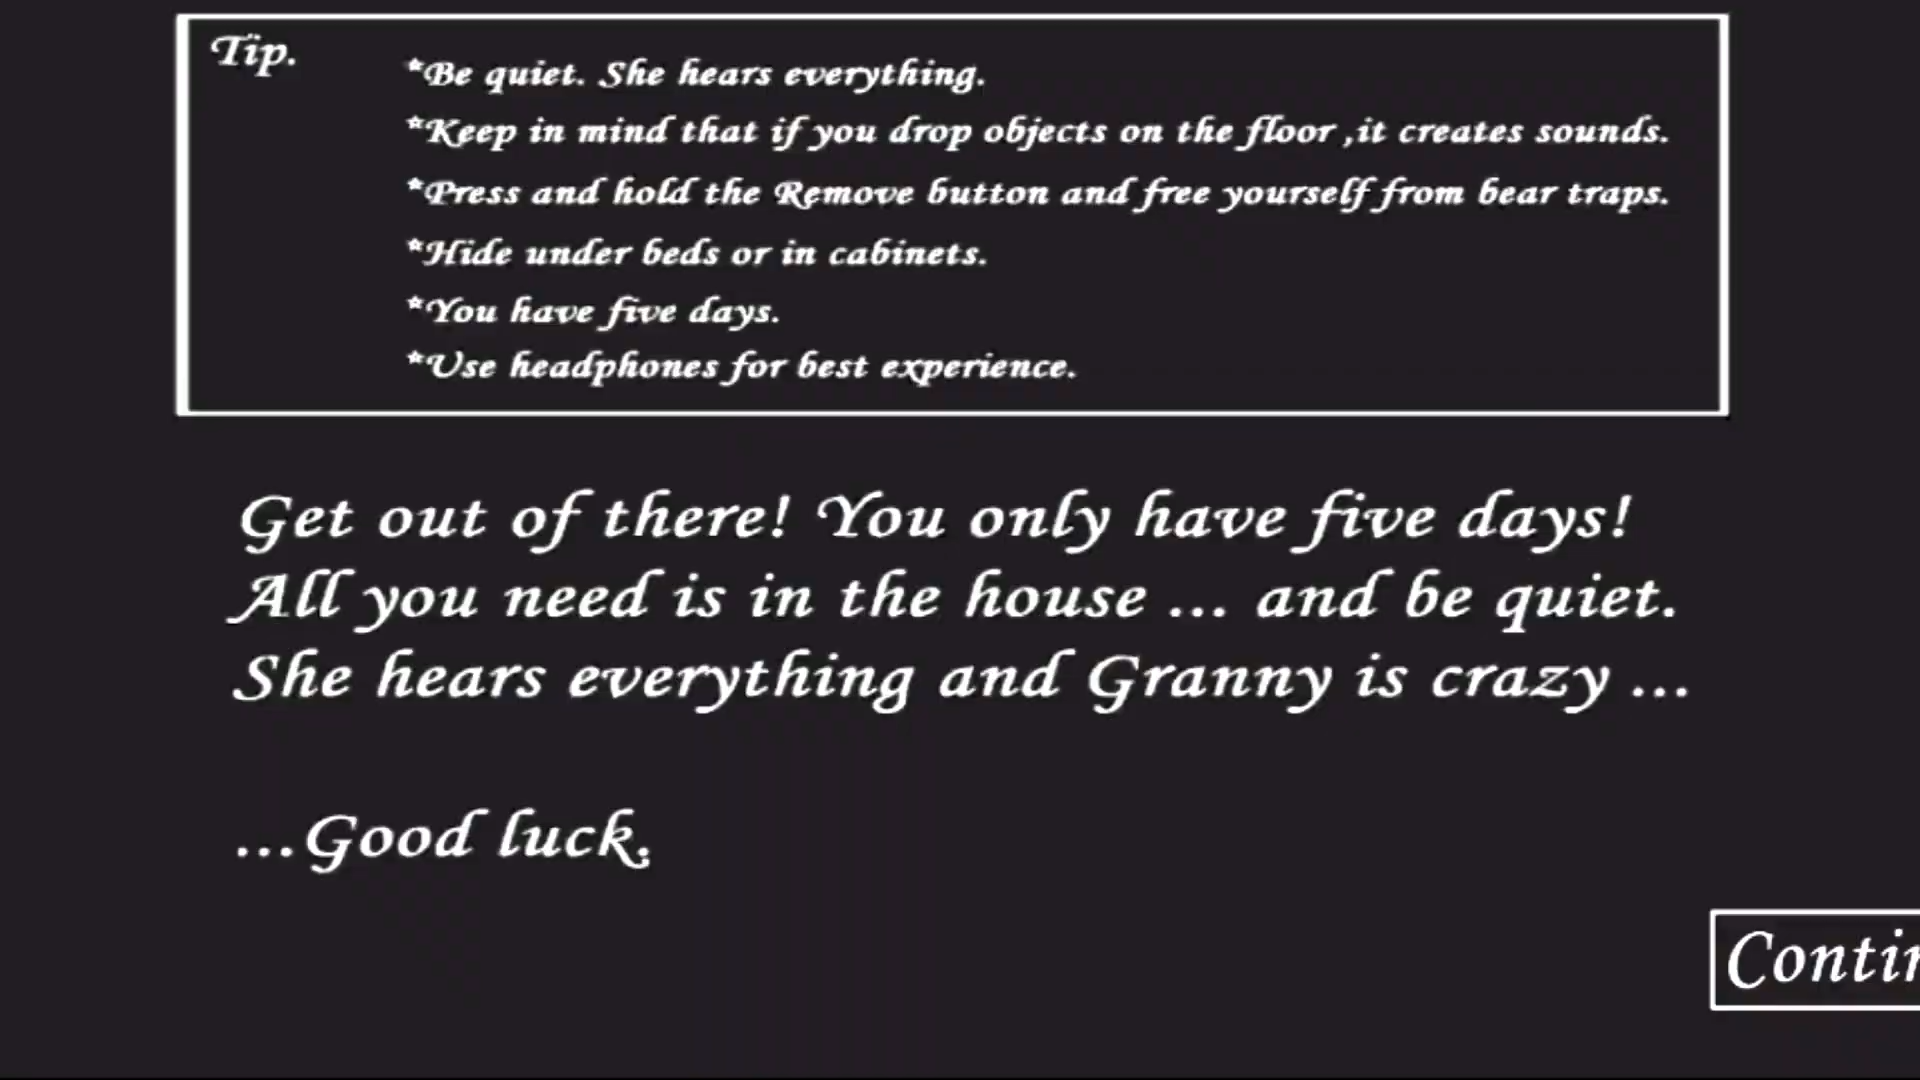 Tip.
*Be quiet. She hears everything.
*Keep in mind that if you drop objects on the floor ,it creates sounds.
*Press and hold the Remove button and free yourself from bear traps.
*Hide under beds or in cabinets.
*You have five days.
*Use headphones for best experience.
Get out of there! You only have five days!
All you need is in the house ... and be quiet.
She hears everything and Granny is crazy ...
...Good luck.
Contin